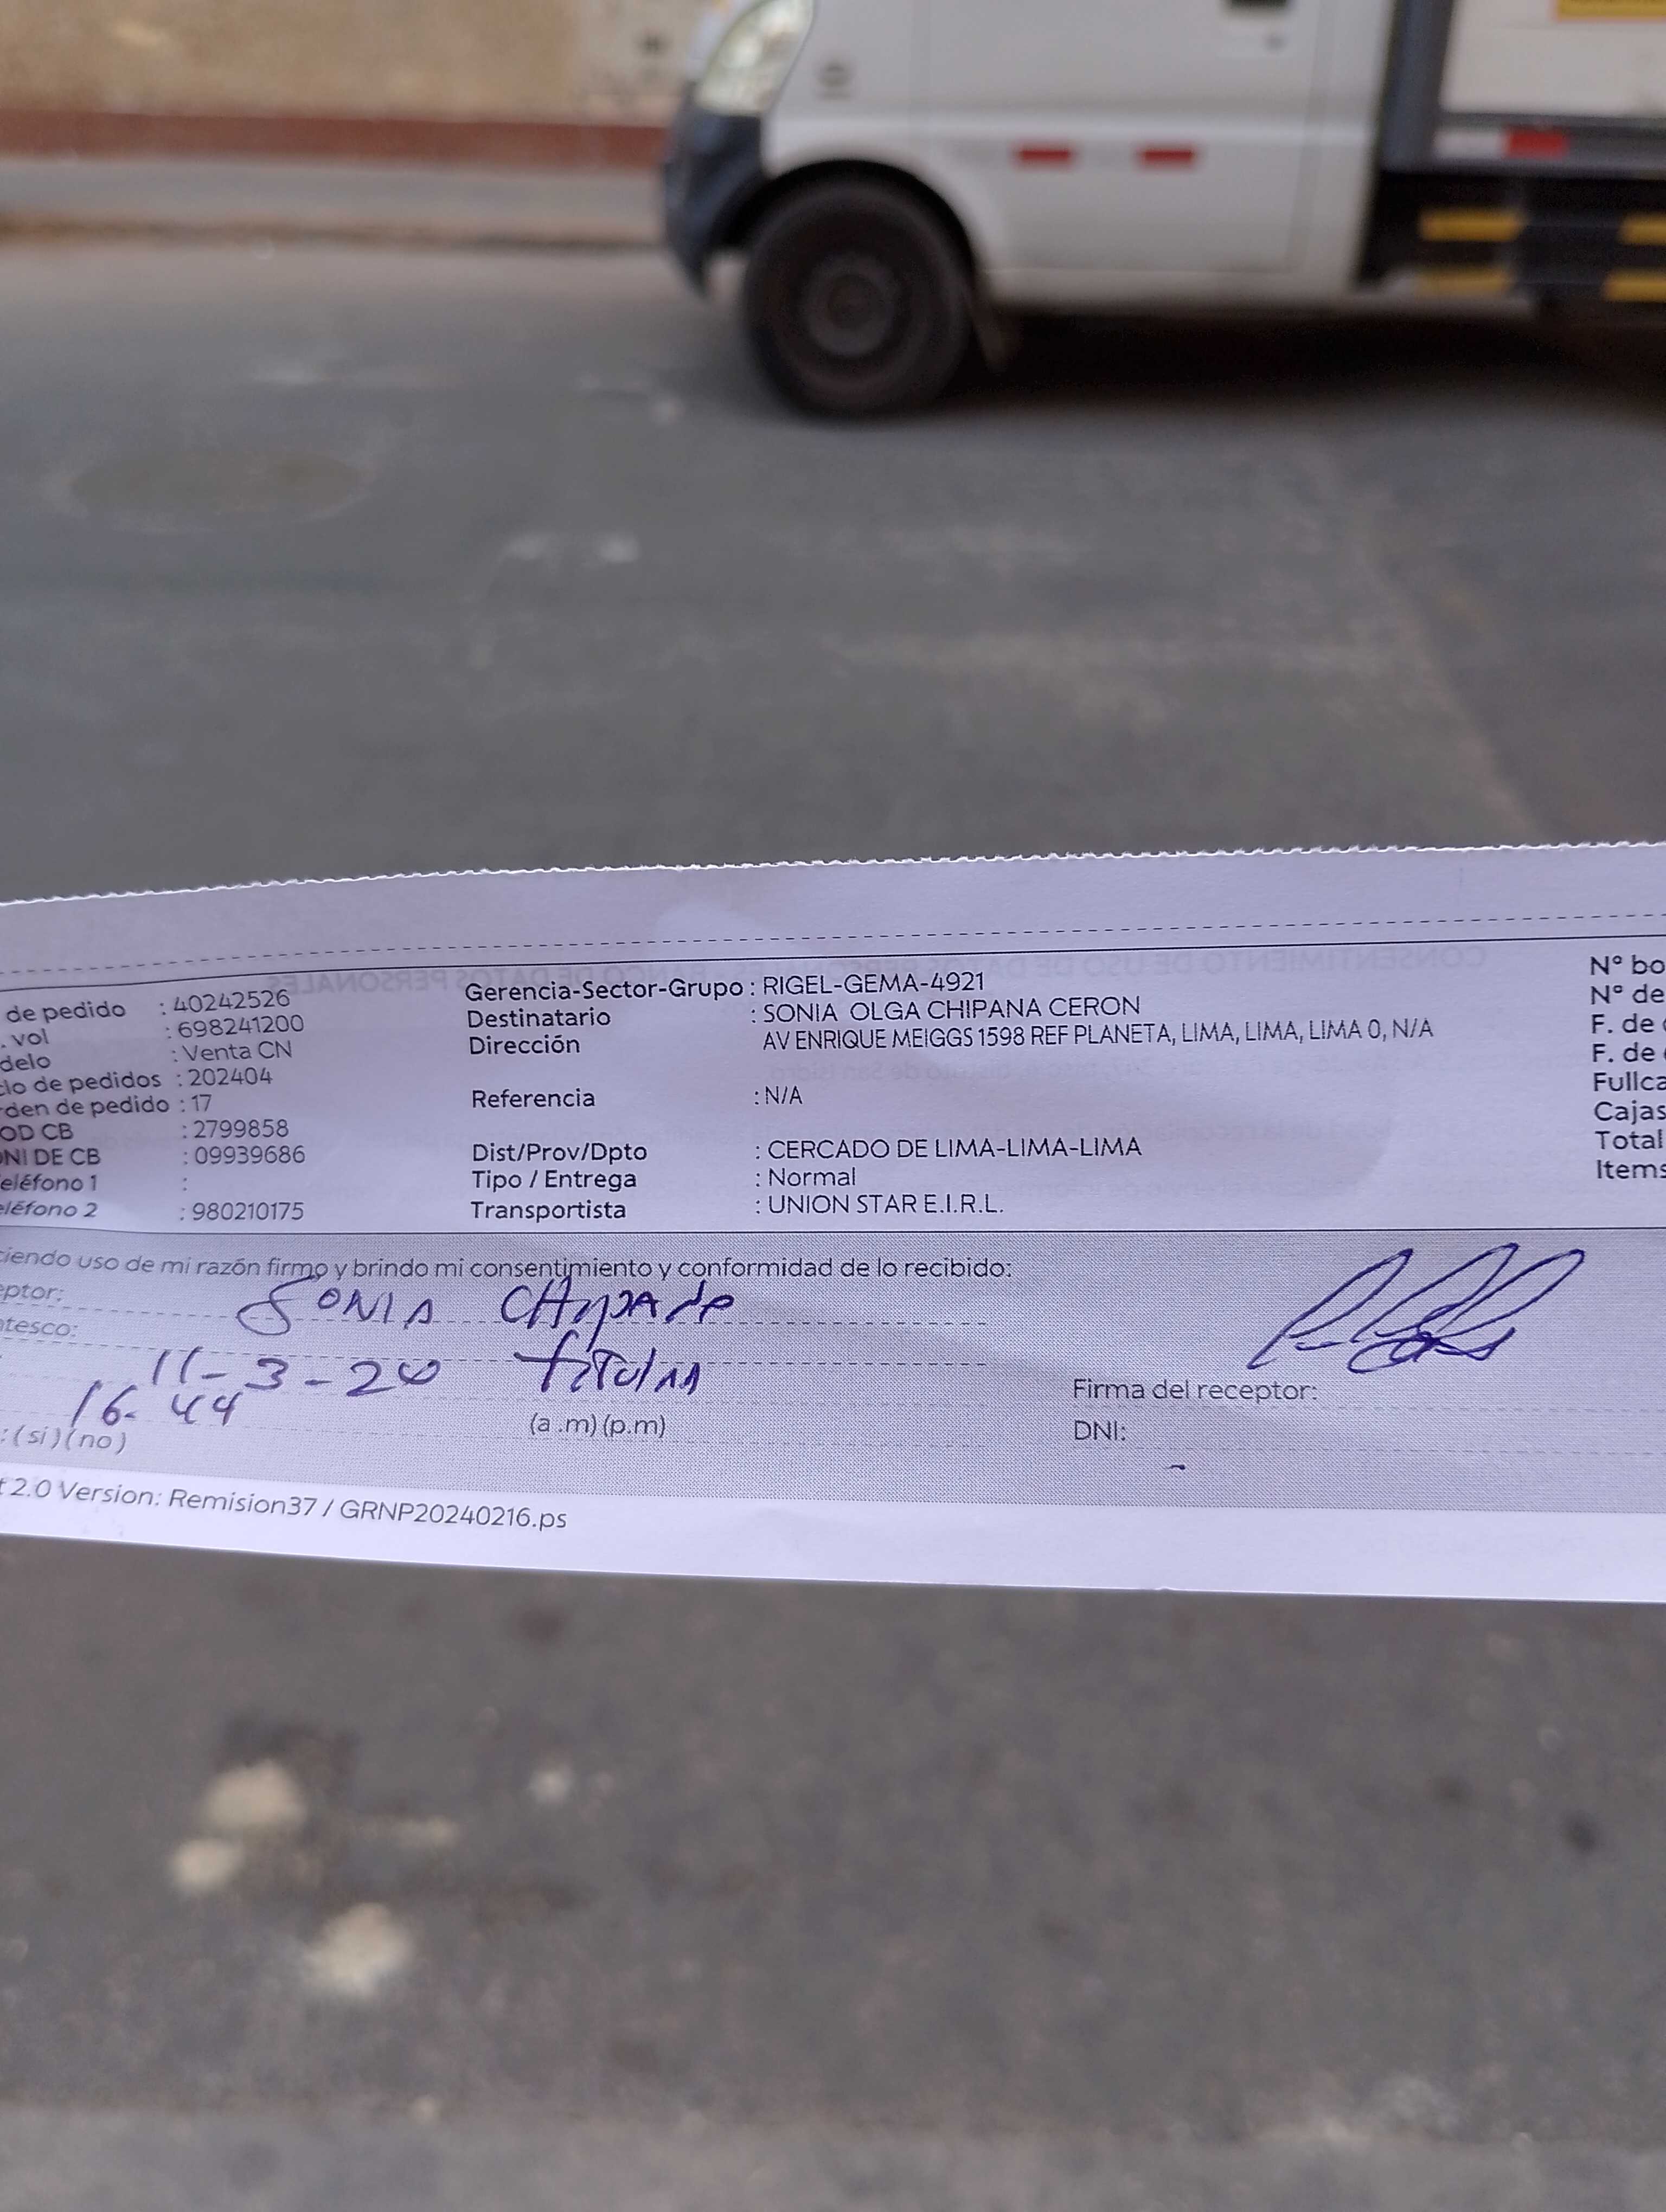 de pedido : 40242526
. vol : 698241200
delo : Venta CN
clo de pedidos : 202404
rden de pedido : 17
OD CB : 2799858
NI DE CB : 09939686
eléfono 1 :
eléfono 2 : 980210175
Gerencia-Sector-Grupo : RIGEL-GEMA-4921
Destinatario : SONIA OLGA CHIPANA CERON
Dirección AV ENRIQUE MEIGGS 1598 REF PLANETA, LIMA, LIMA, LIMA 0, N/A
Referencia : N/A
Dist/Prov/Dpto : CERCADO DE LIMA-LIMA-LIMA
Tipo / Entrega : Normal
Transportista : UNION STAR E.I.R.L.
N° bo
N° de
F. de
F. de
Fullca
Cajas
Total
Items
ciendo uso de mi razón firmo y brindo mi consentimiento y conformidad de lo recibido:
eptor: SONIA
ntesco:
11-3-24 titular
16. 44
(a .m) (p.m)
: (si) (no)
Firma del receptor:
DNI:
t 2.0 Version: Remision37 / GRNP20240216.ps